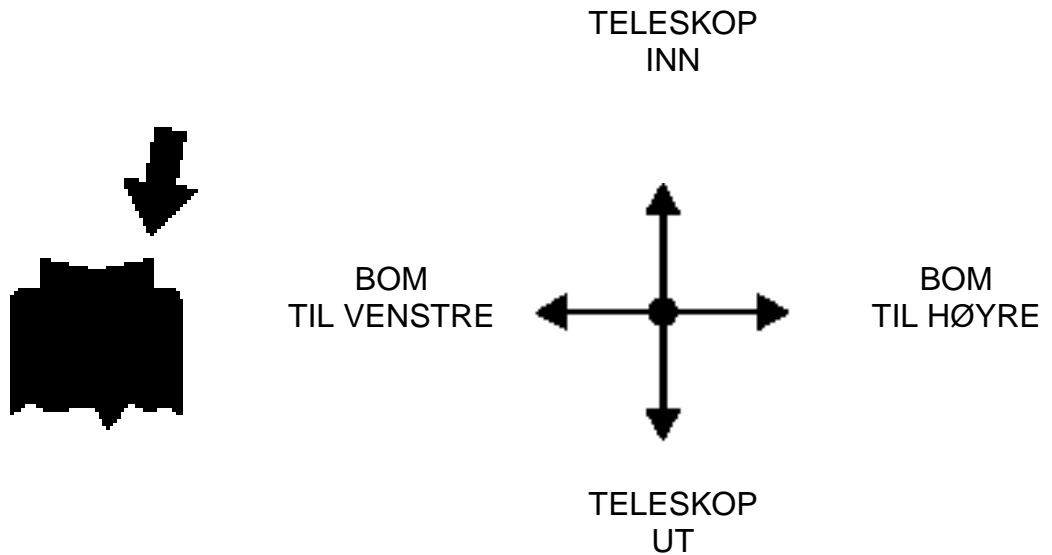 TELESKOP
INN
BOM
TIL VENSTRE
BOM
TIL HØYRE
TELESKOP
UT